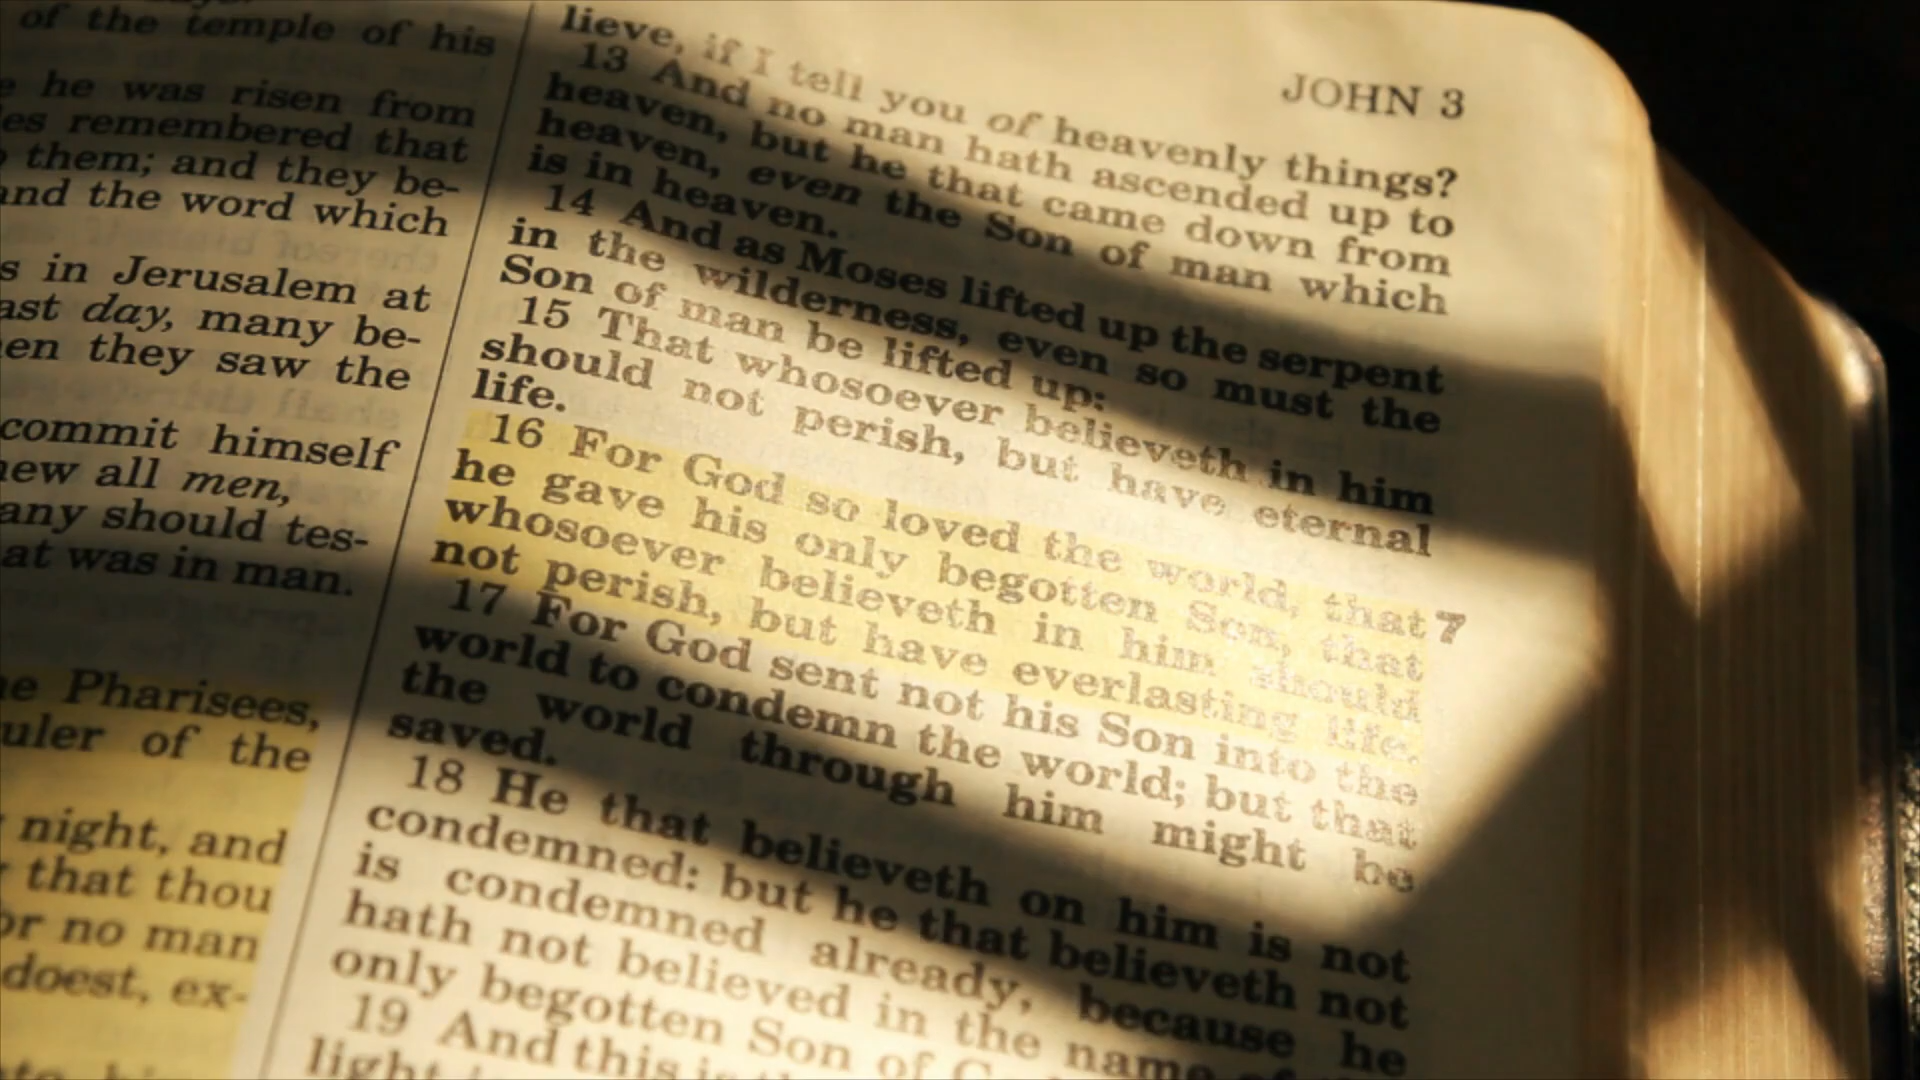 of the temple of his
he was risen from
remembered that
them; and they be-
and the word which
in Jerusalem at
day, many be-
they saw the
commit himself
all men,
any should tes-
at was in man.
Pharisees,
of the
night, and
that thou
no man
doest, ex-
JOHN 3
lieve, if I tell you of heavenly things?
13 And no man hath ascended up to
heaven, but he that came down from
heaven, even the Son of man which
is in heaven.
14 And as Moses lifted up the serpent
in the wilderness, even so must the
Son of man be lifted up:
15 That whosoever believeth in him
should not perish, but have eternal
life.
16 For God so loved the world, that
he gave his only begotten Son, that
whosoever believeth in him should
not perish, but have everlasting life.
17 For God sent not his Son into the
world to condemn the world; but that
the world through him might be
saved.
18 He that believeth on him is not
condemned: but he that believeth not
is condemned already, because he
hath not believed in the name of
only begotten Son of
19 And this is
light
7